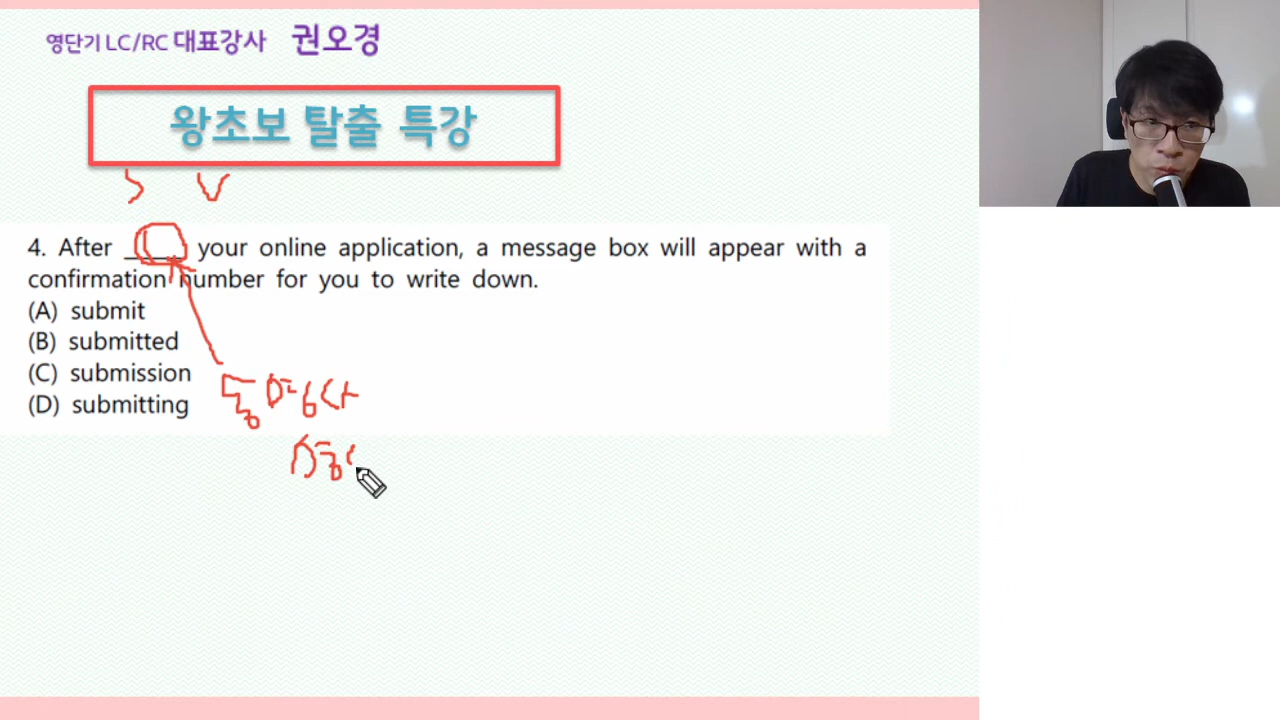 영단기 LC/RC 대표강사 권오경
왕초보 탈출 특강
S V
4. After _____ your online application, a message box will appear with a
confirmation number for you to write down.
(A) submit
(B) submitted
(C) submission
(D) submitting
동명사